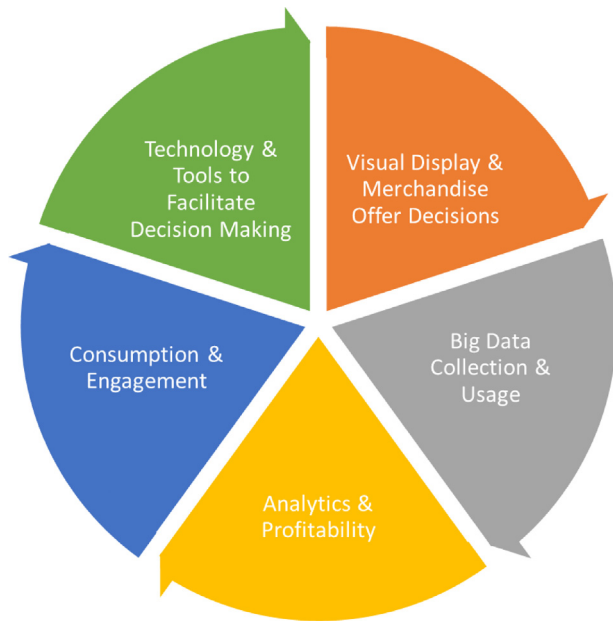 Technology &
Tools to
Facilitate
Decision Making
Visual Display &
Merchandise
Offer Decisions
Consumption &
Engagement
Big Data
Collection &
Usage
Analytics &
Profitability